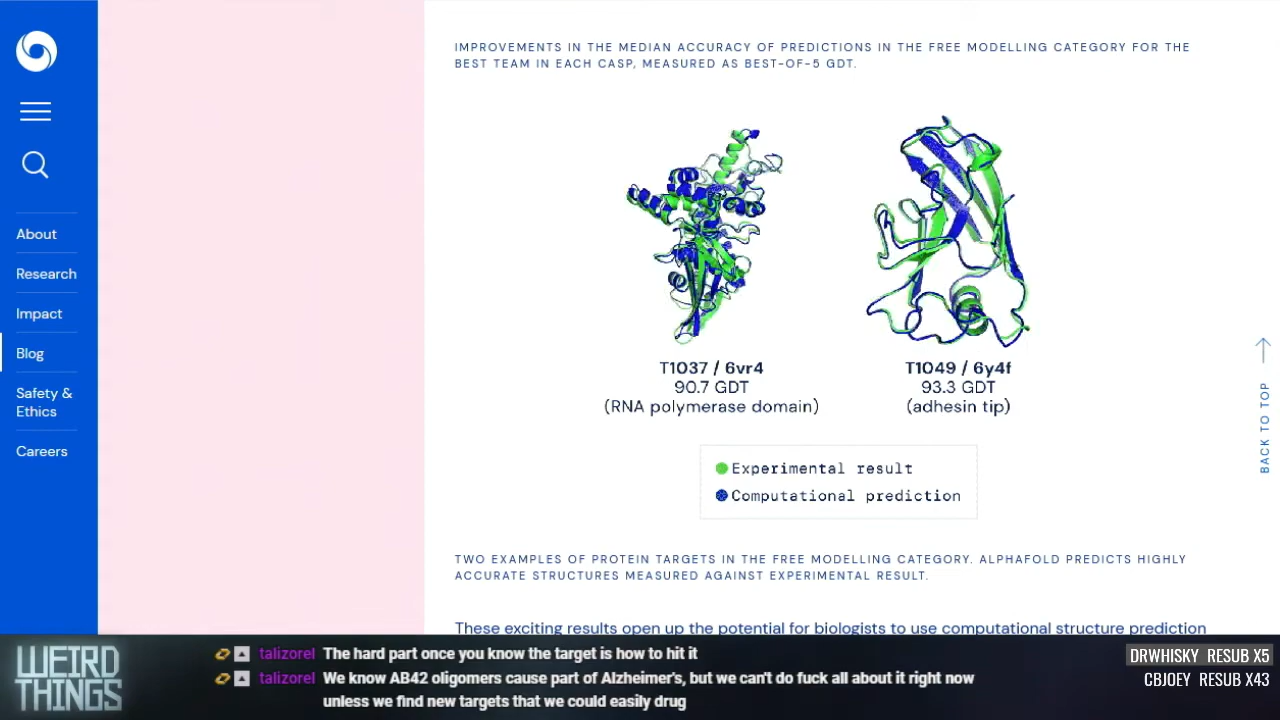 About
Research
Impact
Blog
Safety &
Ethics
Careers
IMPROVEMENTS IN THE MEDIAN ACCURACY OF PREDICTIONS IN THE FREE MODELLING CATEGORY FOR THE
BEST TEAM IN EACH CASP, MEASURED AS BEST-OF-5 GDT.
T1037 / 6vr4
90.7 GDT
(RNA polymerase domain)
T1049 / 6y4f
93.3 GDT
(adhesin tip)
Experimental result
Computational prediction
BACK TO TOP
TWO EXAMPLES OF PROTEIN TARGETS IN THE FREE MODELLING CATEGORY. ALPHAFOLD PREDICTS HIGHLY
ACCURATE STRUCTURES MEASURED AGAINST EXPERIMENTAL RESULT.
These exciting results open up the potential for biologists to use computational structure prediction
WEIRD
THINGS
talizorel The hard part once you know the target is how to hit it
talizorel We know AB42 oligomers cause part of Alzheimer's, but we can't do fuck all about it right now
unless we find new targets that we could easily drug
DRWHISKY RESUB X5
CBJOEY RESUB X43